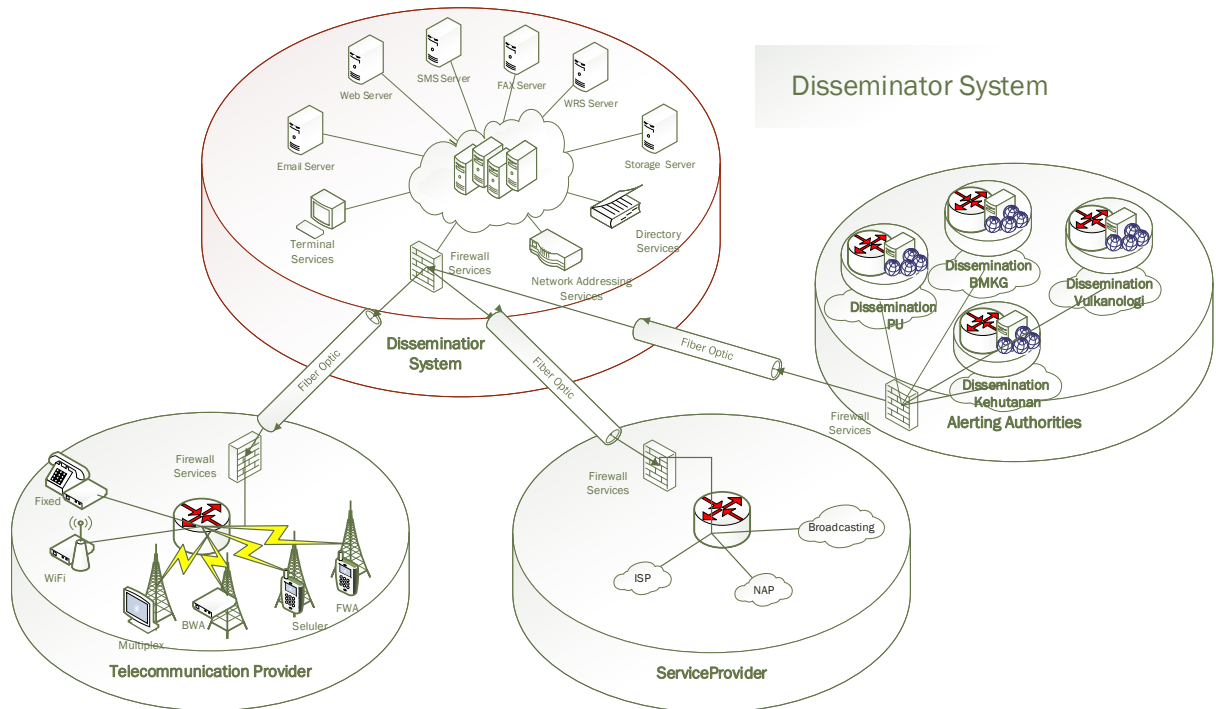 Disseminator System
SMS Server
FAX Server
Web Server
WRS Server
Email Server
Storage Server
Terminal
Services
Firewall
Services
Directory
Services
Network Addressing
Services
Disseminatior
System
Fiber Optic
Fiber Optic
Fiber Optic
Dissemination
BMKG
Dissemination
Vulkanologi
Dissemination
PU
Dissemination
Kehutanan
Firewall
Services
Alerting Authorities
Firewall
Services
Fixed
WiFi
Multiplex
BWA
Seluler
FWA
Telecommunication Provider
Firewall
Services
Broadcasting
ISP
NAP
ServiceProvider